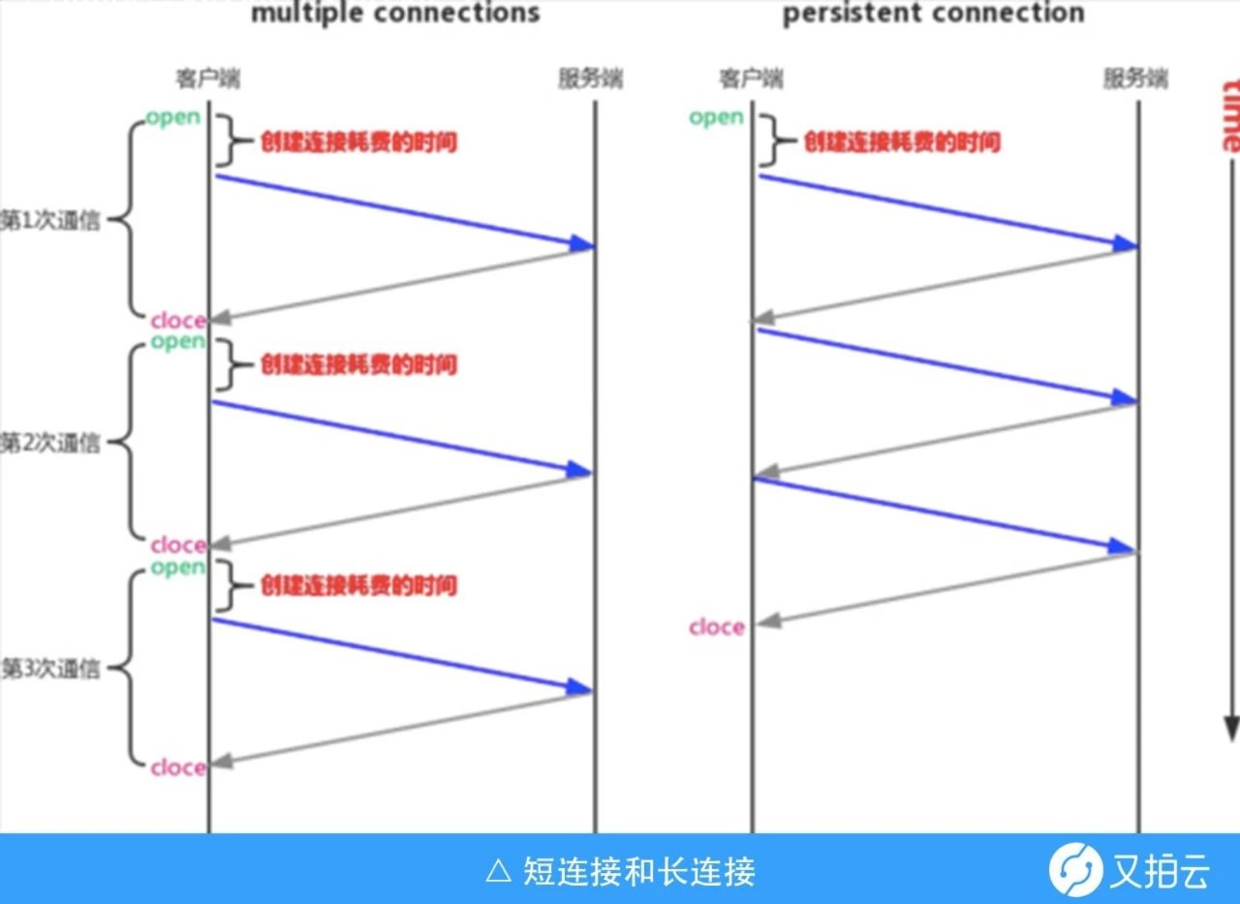 multiple connections
客户端
服务端
open
创建连接耗费的时间
第1次通信
cloce
open
创建连接耗费的时间
第2次通信
cloce
open
创建连接耗费的时间
第3次通信
cloce
persistent connection
客户端
服务端
open
创建连接耗费的时间
cloce
time
△ 短连接和长连接
又拍云